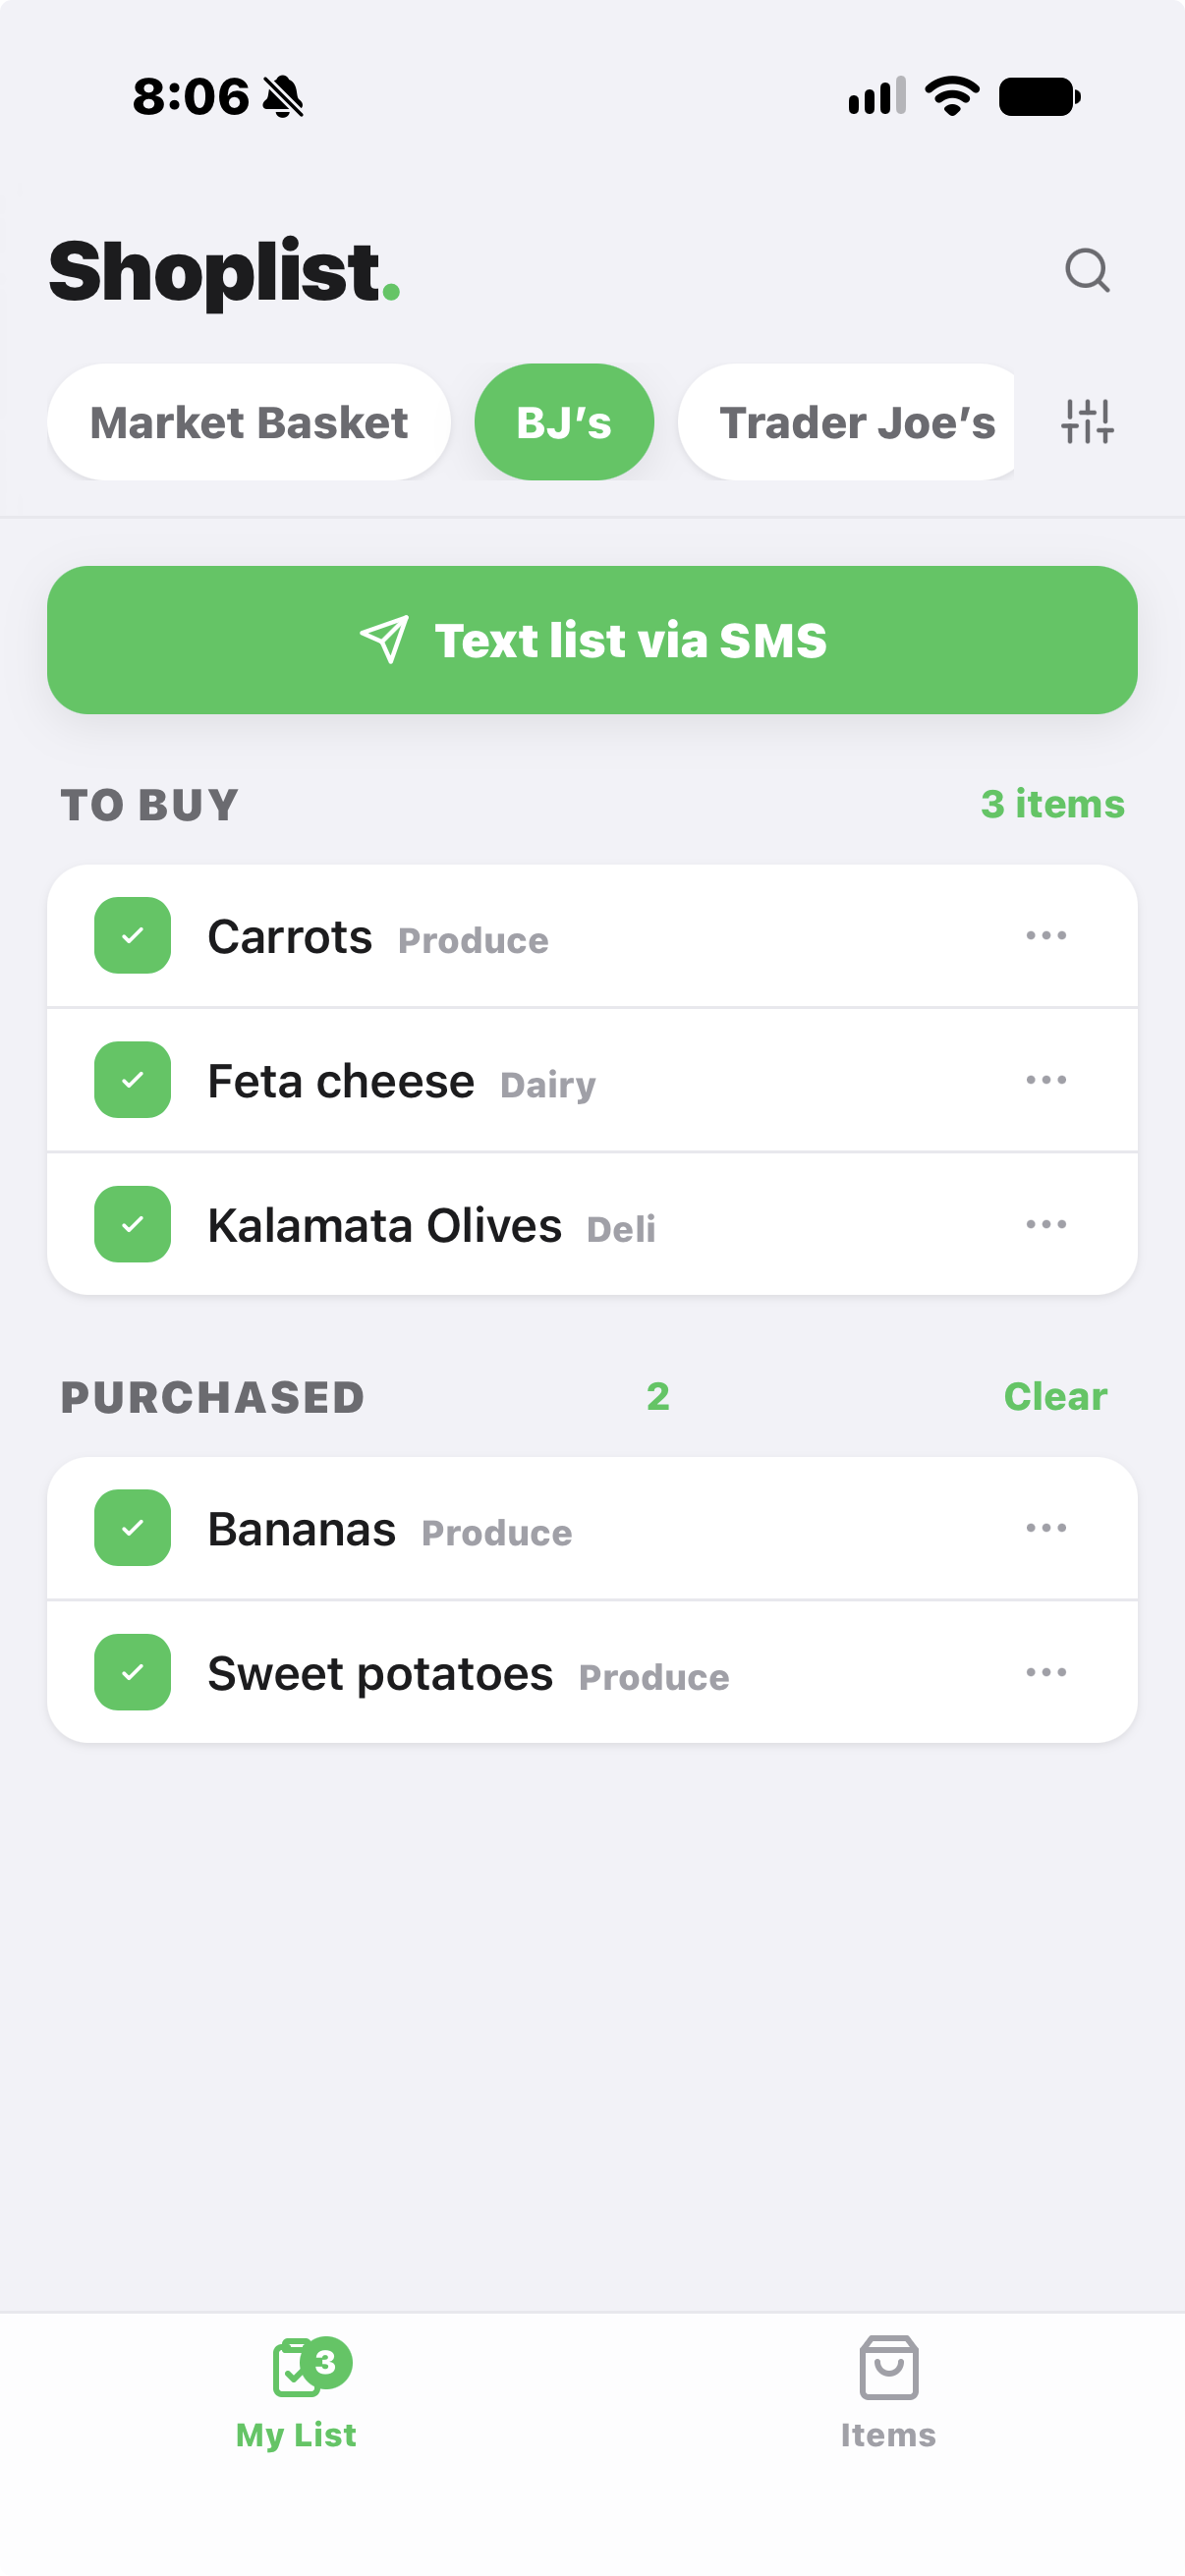 8:06
Shoplist.
Market Basket BJ’s Trader Joe’s
Text list via SMS
TO BUY 3 items
Carrots Produce
Feta cheese Dairy
Kalamata Olives Deli
PURCHASED 2 Clear
Bananas Produce
Sweet potatoes Produce
3
My List Items